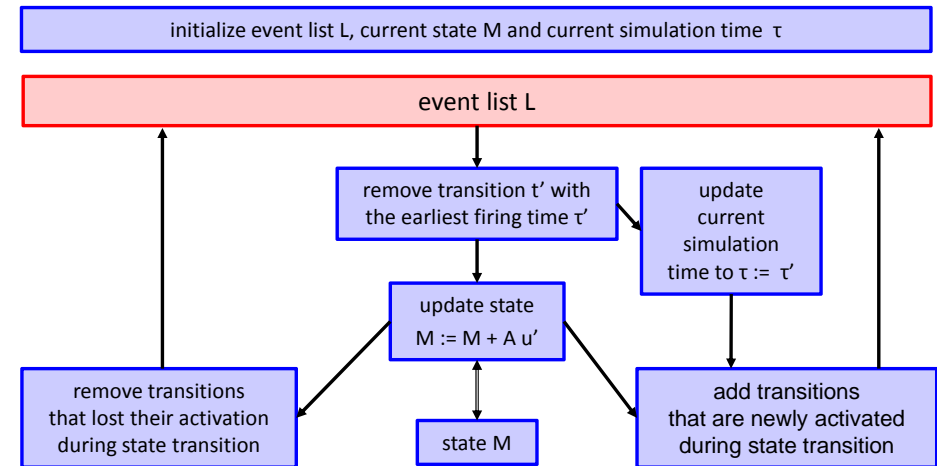 initialize event list L, current state M and current simulation time τ
event list L
remove transition t’ with
the earliest firing time τ’
update
current
simulation
time to τ := τ’
update state
M := M + A u’
remove transitions
that lost their activation
during state transition
state M
add transitions
that are newly activated
during state transition